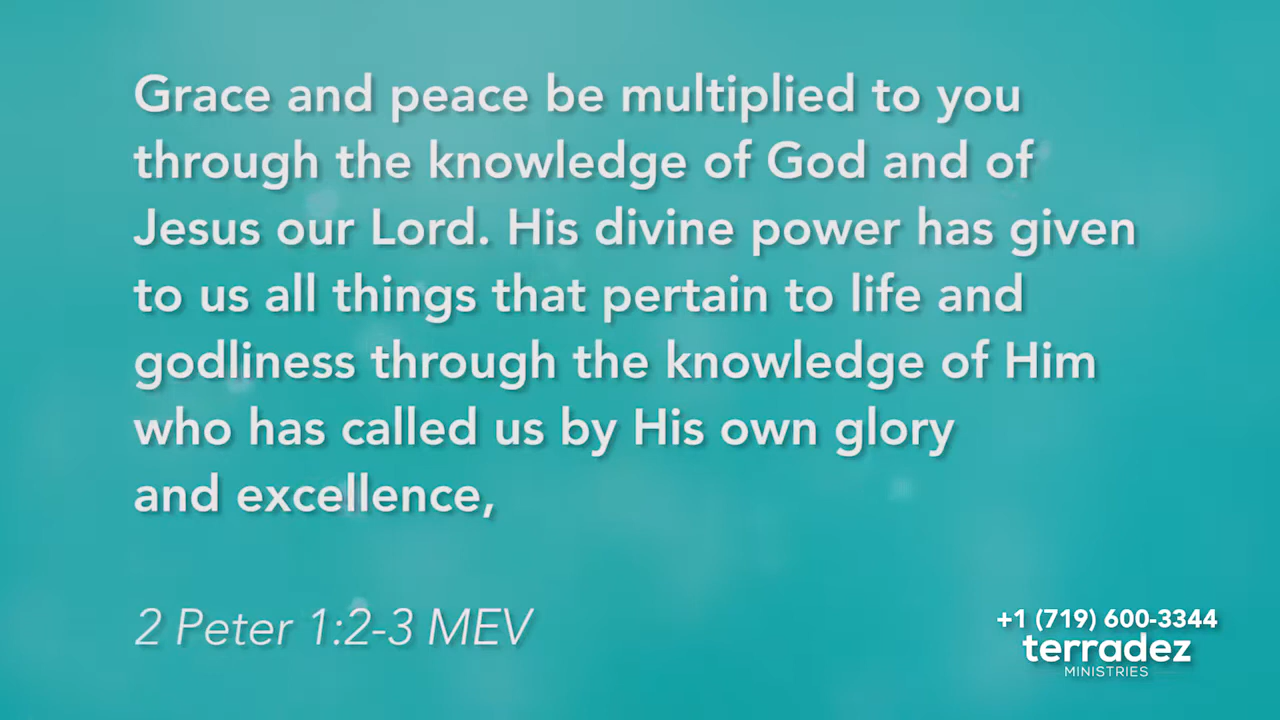 Grace and peace be multiplied to you
through the knowledge of God and of
Jesus our Lord. His divine power has given
to us all things that pertain to life and
godliness through the knowledge of Him
who has called us by His own glory
and excellence,
2 Peter 1:2-3 MEV
+1 (719) 600-3344
terradez
MINISTRIES